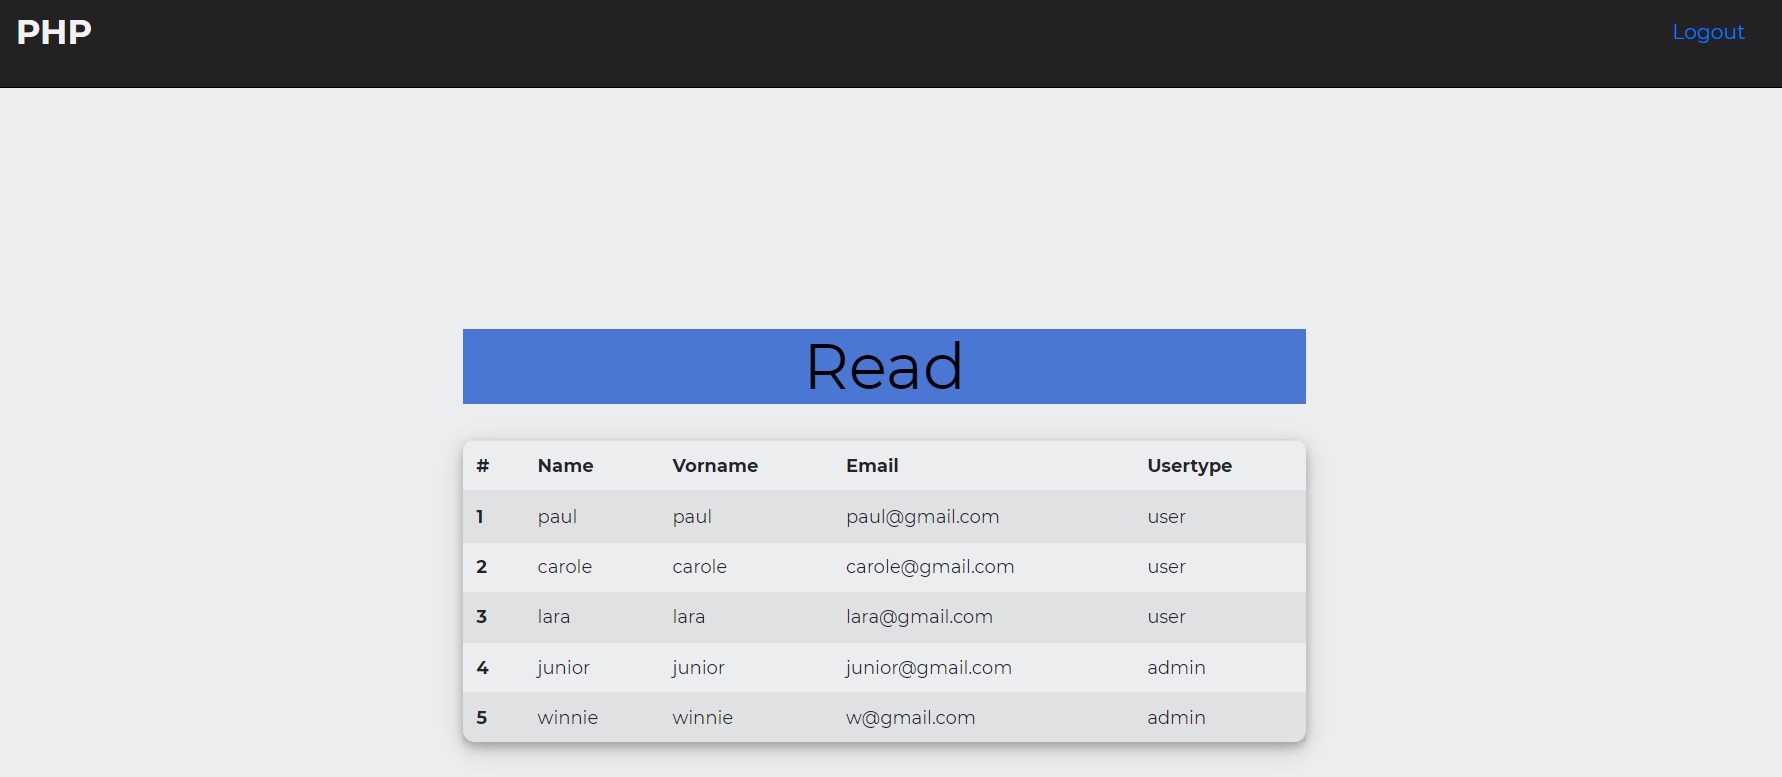 PHP
Logout
Read
# Name Vorname Email Usertype
1 paul paul paul@gmail.com user
2 carole carole carole@gmail.com user
3 lara lara lara@gmail.com user
4 junior junior junior@gmail.com admin
5 winnie winnie w@gmail.com admin